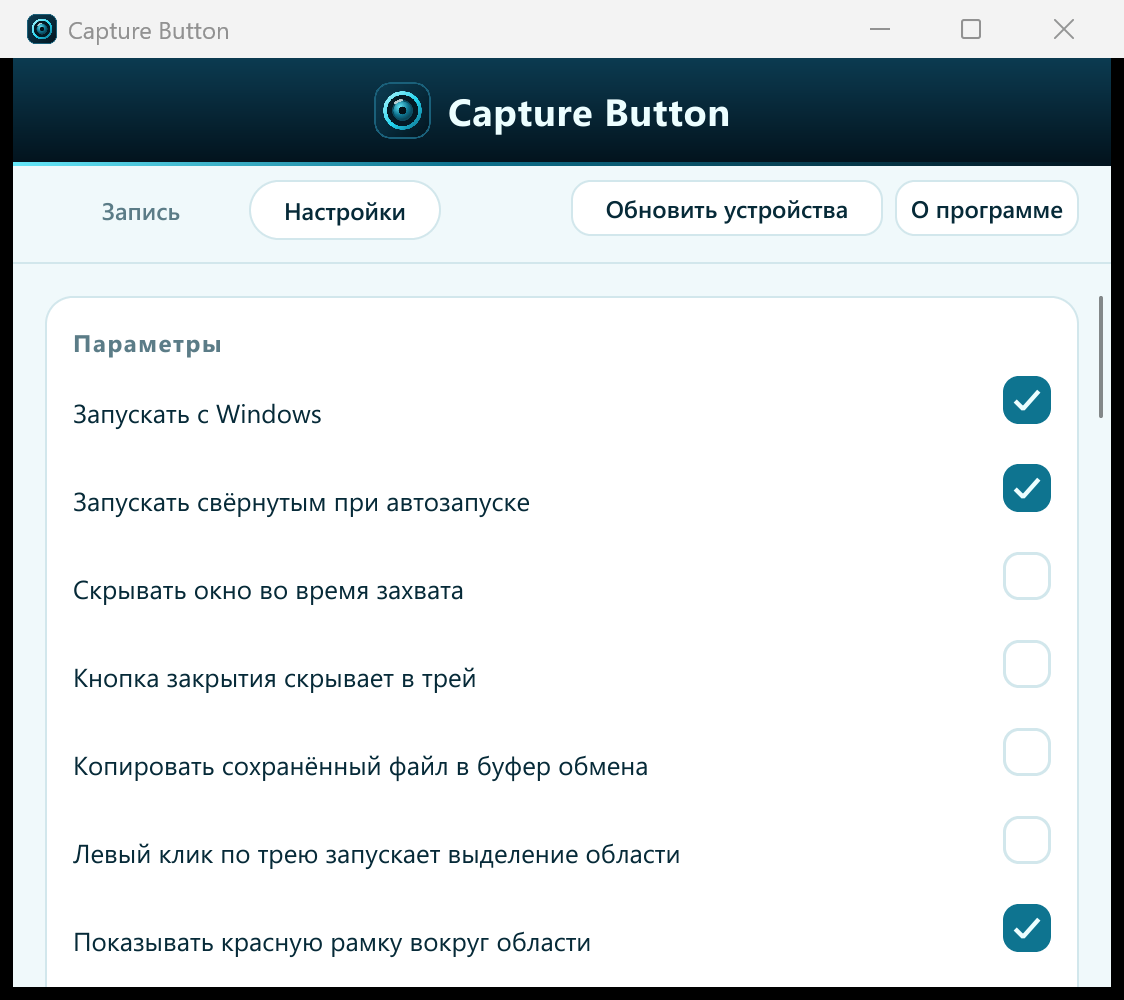 Capture Button
Capture Button
Запись
Настройки
Обновить устройства
О программе
Параметры
Запускать с Windows
Запускать свёрнутым при автозапуске
Скрывать окно во время захвата
Кнопка закрытия скрывает в трей
Копировать сохранённый файл в буфер обмена
Левый клик по трею запускает выделение области
Показывать красную рамку вокруг области